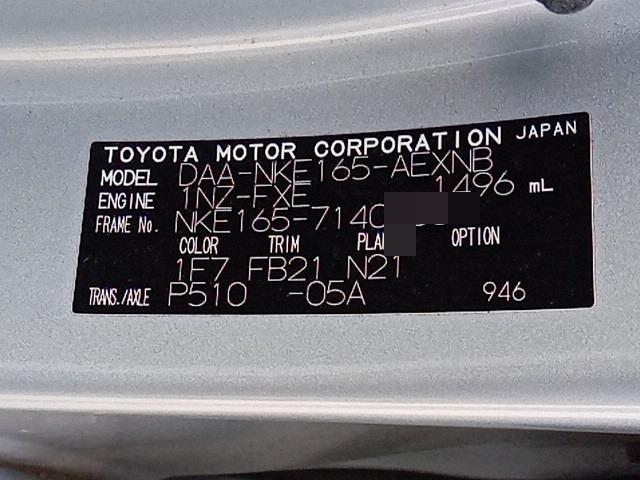 TOYOTA MOTOR CORPORATION JAPAN
MODEL DAA-NKE165-AEXNB
ENGINE 1NZ-FXE 1496 mL
FRAME No. NKE165-7140
COLOR TRIM OPTION
1F7 FB21 N21
TRANS./AXLE P510 -05A 946